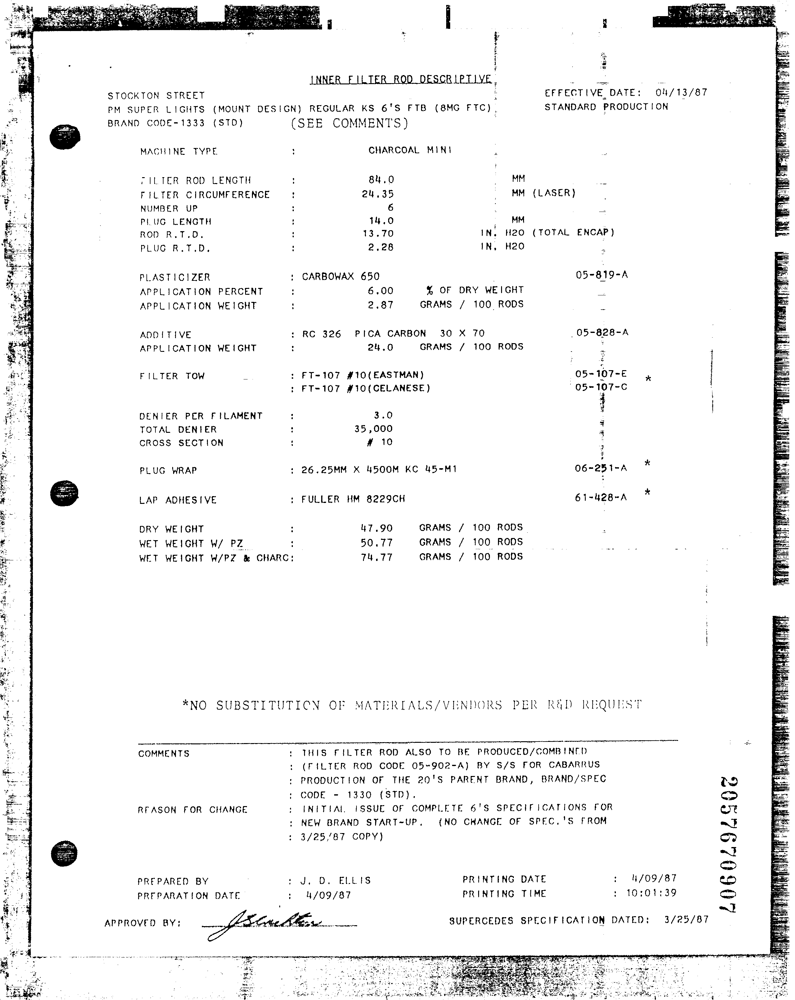 INNER FILTER ROD DESCRIPTIVE
STOCKTON STREET EFFECTIVE DATE: 04/13/87
PM SUPER LIGHTS (MOUNT DESIGN) REGULAR KS 6'S FTB (8MG FTC) STANDARD PRODUCTION
BRAND CODE-1333 (STD) (SEE COMMENTS)
MACHINE TYPE : CHARCOAL MINI
FILTER ROD LENGTH : 84.0 MM
FILTER CIRCUMFERENCE : 24.35 MM (LASER)
NUMBER UP : 6
PLUG LENGTH : 14.0 MM
ROD R.T.D. : 13.70 IN. H2O (TOTAL ENCAP)
PLUG R.T.D. : 2.28 IN. H2O
PLASTICIZER : CARBOWAX 650 05-819-A
APPLICATION PERCENT : 6.00 % OF DRY WEIGHT
APPLICATION WEIGHT : 2.87 GRAMS / 100 RODS
ADDITIVE : RC 326 PICA CARBON 30 X 70 05-828-A
APPLICATION WEIGHT : 24.0 GRAMS / 100 RODS
FILTER TOW : FT-107 #10(EASTMAN) 05-107-E *
: FT-107 #10(CELANESE) 05-107-C
DENIER PER FILAMENT : 3.0
TOTAL DENIER : 35,000
CROSS SECTION : # 10
PLUG WRAP : 26.25MM X 4500M KC 45-M1 06-251-A *
LAP ADHESIVE : FULLER HM 8229CH 61-428-A *
DRY WEIGHT : 47.90 GRAMS / 100 RODS
WET WEIGHT W/ PZ : 50.77 GRAMS / 100 RODS
WET WEIGHT W/PZ & CHARC: 74.77 GRAMS / 100 RODS
*NO SUBSTITUTION OF MATERIALS/VENDORS PER R&D REQUEST
COMMENTS : THIS FILTER ROD ALSO TO BE PRODUCED/COMBINED
: (FILTER ROD CODE 05-902-A) BY S/S FOR CABARRUS
: PRODUCTION OF THE 20'S PARENT BRAND, BRAND/SPEC
: CODE - 1330 (STD).
REASON FOR CHANGE : INITIAL ISSUE OF COMPLETE 6'S SPECIFICATIONS FOR
: NEW BRAND START-UP. (NO CHANGE OF SPEC.'S FROM
: 3/25/87 COPY)
PREPARED BY : J. D. ELLIS PRINTING DATE : 4/09/87
PREPARATION DATE : 4/09/87 PRINTING TIME : 10:01:39
APPROVED BY: SUPERCEDES SPECIFICATION DATED: 3/25/87
2057670907